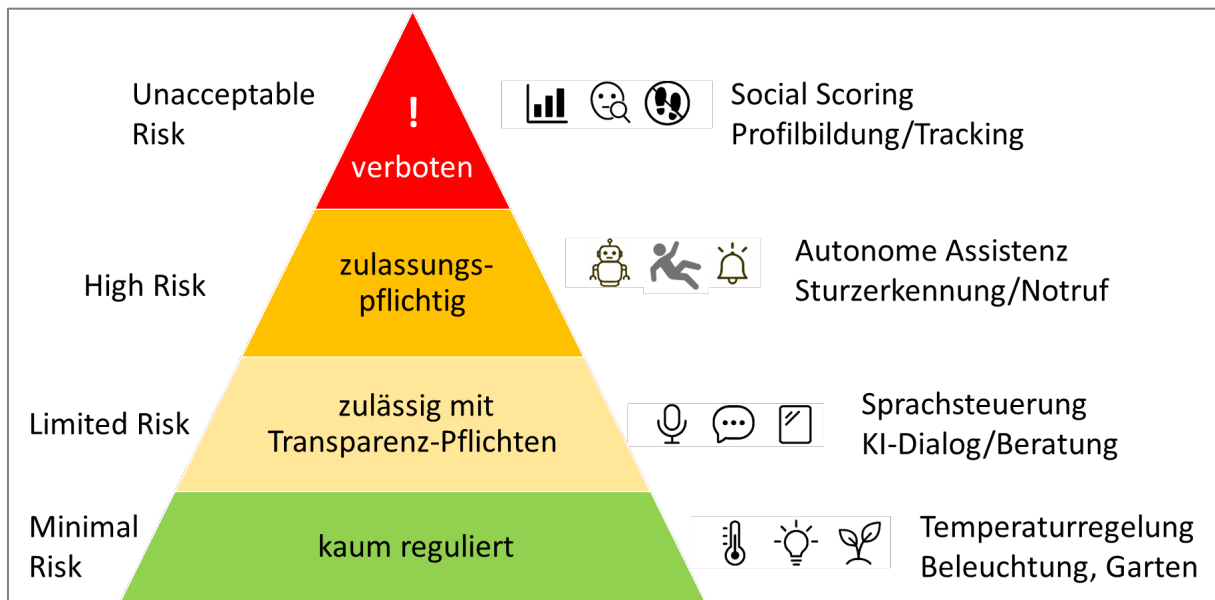 Unacceptable
Risk
!
verboten
Social Scoring
Profilbildung/Tracking
High Risk
zulassungs-
pflichtig
Autonome Assistenz
Sturzerkennung/Notruf
Limited Risk
zulässig mit
Transparenz-Pflichten
Sprachsteuerung
KI-Dialog/Beratung
Minimal
Risk
kaum reguliert
Temperaturregelung
Beleuchtung, Garten